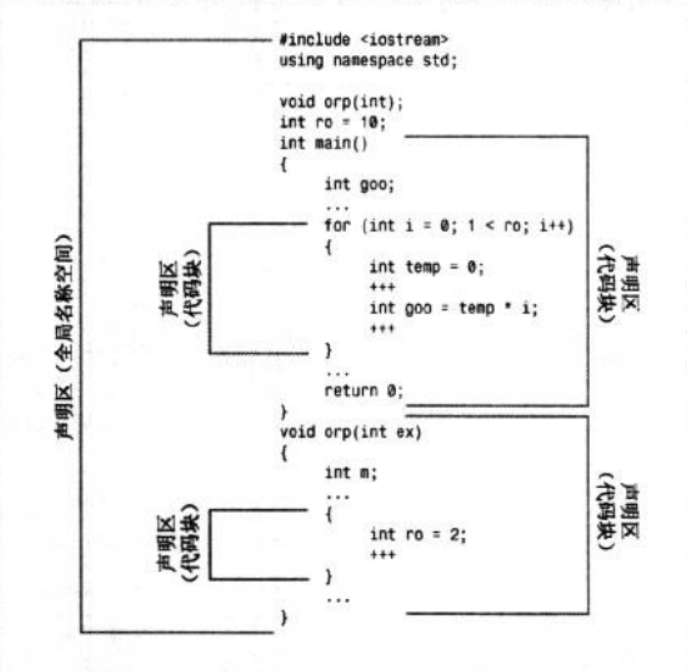 #include <iostream>
using namespace std;
void orp(int);
int ro = 10;
int main()
{
int goo;
...
for (int i = 0; 1 < ro; i++)
{
int temp = 0;
+++
int goo = temp * i;
+++
}
...
return 0;
}
void orp(int ex)
{
int m;
...
{
int ro = 2;
+++
}
...
}
声明区（全局名称空间）
声明区
（代码块）
声明区
（代码块）
声明区
（代码块）
声明区
（代码块）